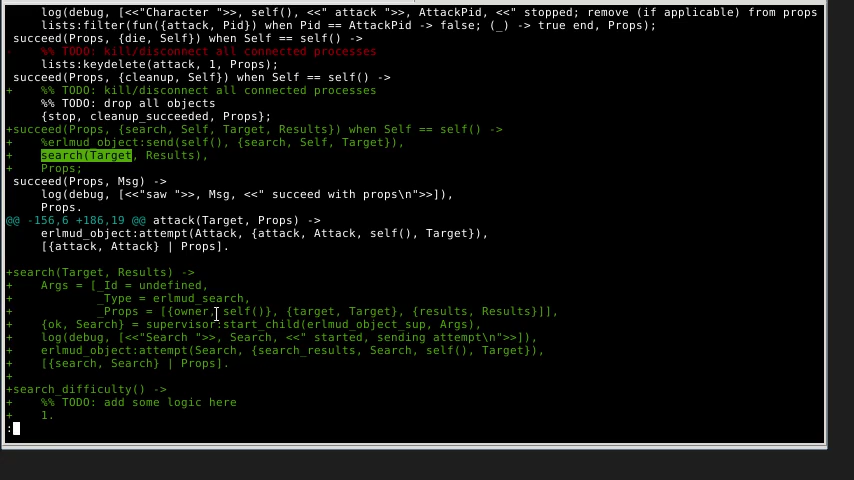 log(debug, [<<"Character ">>, self(), <<" attack ">>, AttackPid, <<" stopped; remove (if applicable) from props
     lists:filter(fun({attack, Pid}) when Pid == AttackPid -> false; (_) -> true end, Props);
 succeed(Props, {die, Self}) when Self == self() ->
-    %% TODO: kill/disconnect all connected processes
     lists:keydelete(attack, 1, Props);
 succeed(Props, {cleanup, Self}) when Self == self() ->
+    %% TODO: kill/disconnect all connected processes
     %% TODO: drop all objects
     {stop, cleanup_succeeded, Props};
+succeed(Props, {search, Self, Target, Results}) when Self == self() ->
+    %erlmud_object:send(self(), {search, Self, Target}),
+    search(Target, Results),
+    Props;
 succeed(Props, Msg) ->
     log(debug, [<<"saw ">>, Msg, <<" succeed with props\n">>]),
     Props.
@@ -156,6 +186,19 @@ attack(Target, Props) ->
     erlmud_object:attempt(Attack, {attack, Attack, self(), Target}),
     [{attack, Attack} | Props].
+search(Target, Results) ->
+    Args = [_Id = undefined,
+            _Type = erlmud_search,
+            _Props = [{owner, self()}, {target, Target}, {results, Results}]],
+    {ok, Search} = supervisor:start_child(erlmud_object_sup, Args),
+    log(debug, [<<"Search ">>, Search, <<" started, sending attempt\n">>]),
+    erlmud_object:attempt(Search, {search_results, Search, self(), Target}),
+    [{search, Search} | Props].
+
+search_difficulty() ->
+    %% TODO: add some logic here
+    1.
: